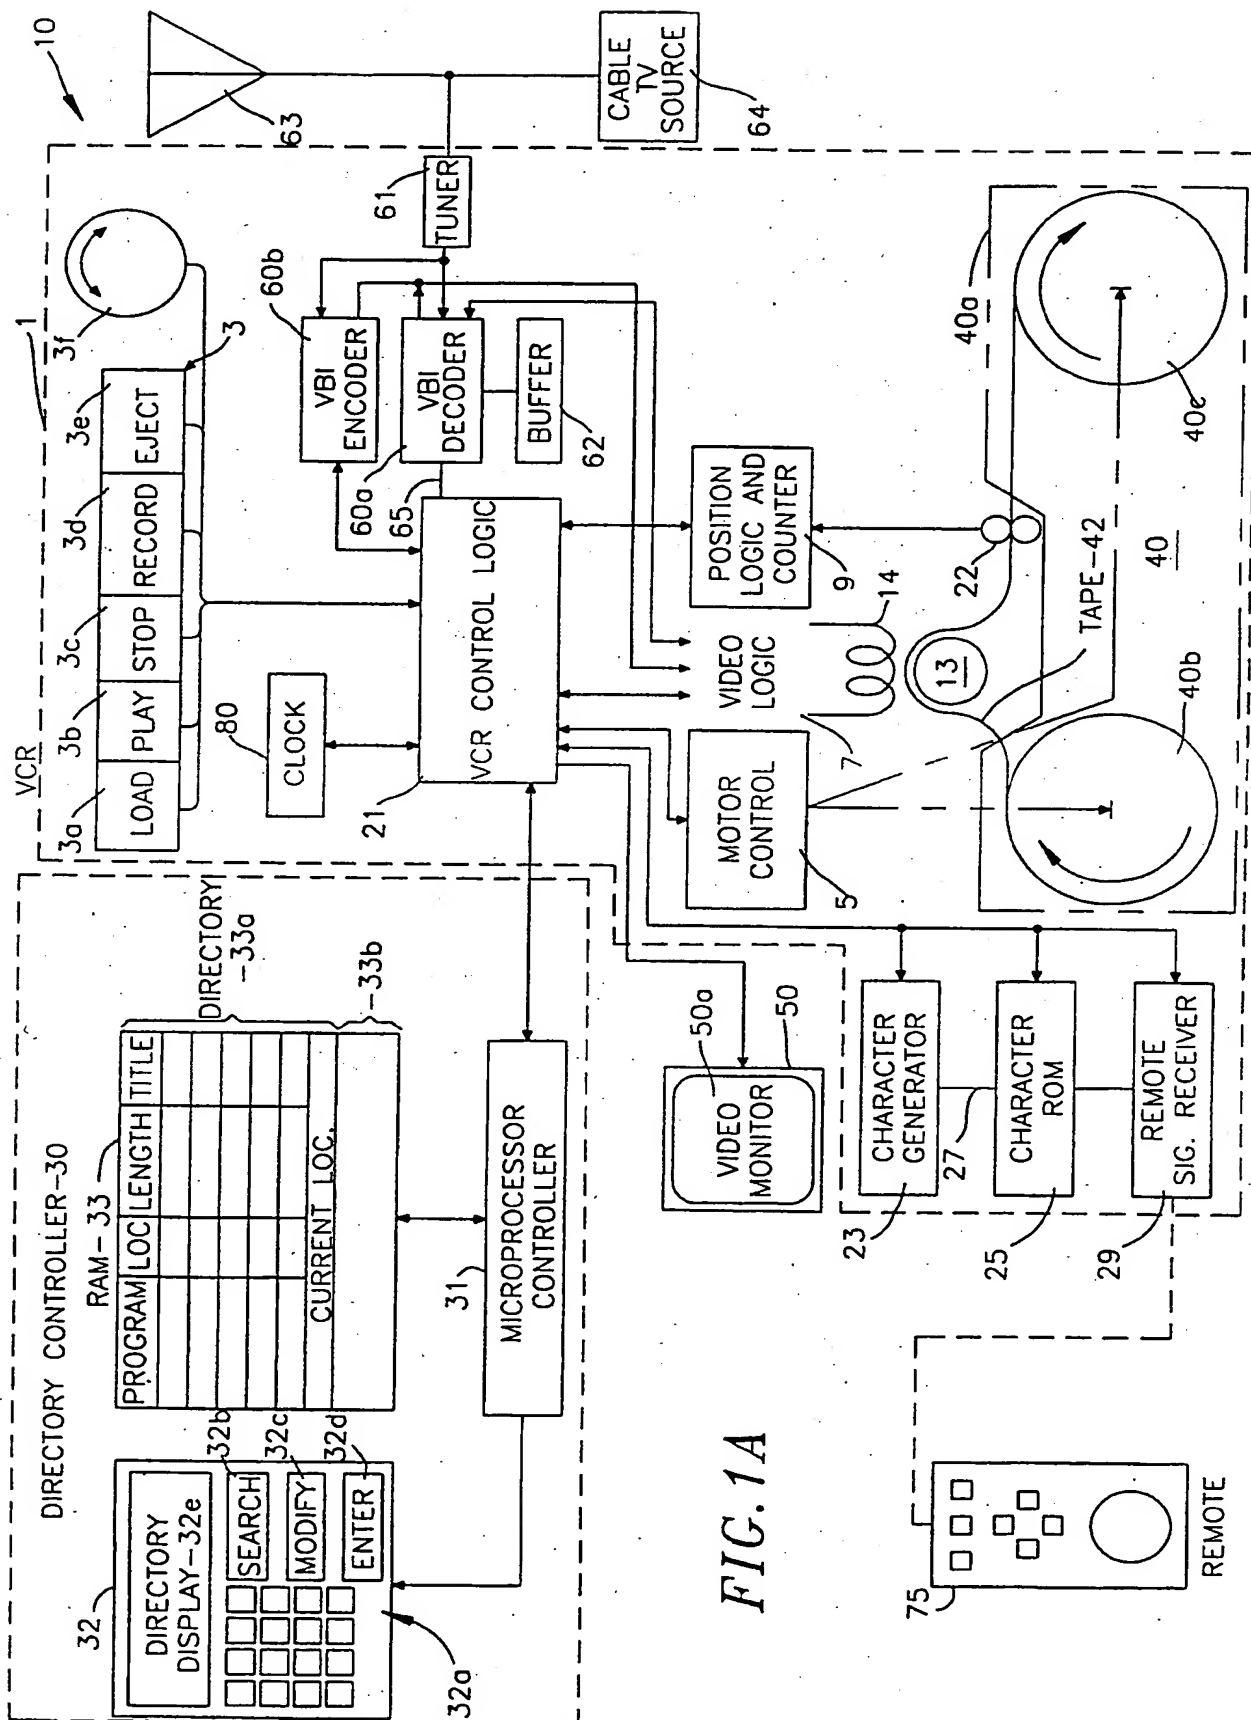 10
1
VCR
3a
3b
3c
3d
3e
3f
LOAD
PLAY
STOP
RECORD
EJECT
3
63
CABLE
TV
SOURCE
64
61
TUNER
60b
VBI
ENCODER
60a
VBI
DECODER
65
BUFFER
62
80
CLOCK
21
VCR CONTROL LOGIC
POSITION
LOGIC AND
COUNTER
9
VIDEO
LOGIC
7
14
13
22
MOTOR
CONTROL
5
40a
40c
40
TAPE-42
40b
DIRECTORY CONTROLLER-30
32
DIRECTORY
DISPLAY-32e
SEARCH
MODIFY
ENTER
32b
32c
32d
32a
RAM-33
PROGRAM
LOC
LENGTH
TITLE
CURRENT LOC.
DIRECTORY
-33a
-33b
31
MICROPROCESSOR
CONTROLLER
50a
50
VIDEO
MONITOR
CHARACTER
GENERATOR
23
27
CHARACTER
ROM
25
REMOTE
SIG. RECEIVER
29
75
REMOTE
FIG. 1A